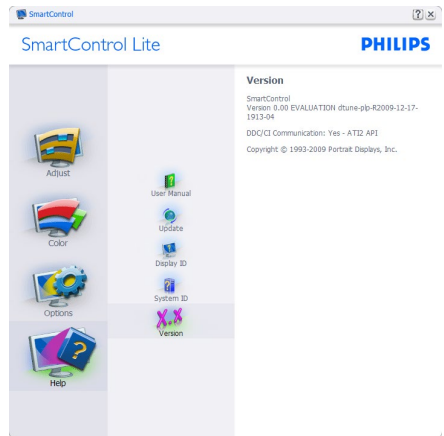 SmartControl
SmartControl Lite
PHILIPS
Adjust
Color
Options
Help
User Manual
Update
Display ID
System ID
X.X
Version
Version
SmartControl
Version 0.00 EVALUATION dtune-plp-R2009-12-17-
1913-04
DDC/CI Communication: Yes - ATI2 API
Copyright © 1993-2009 Portrait Displays, Inc.